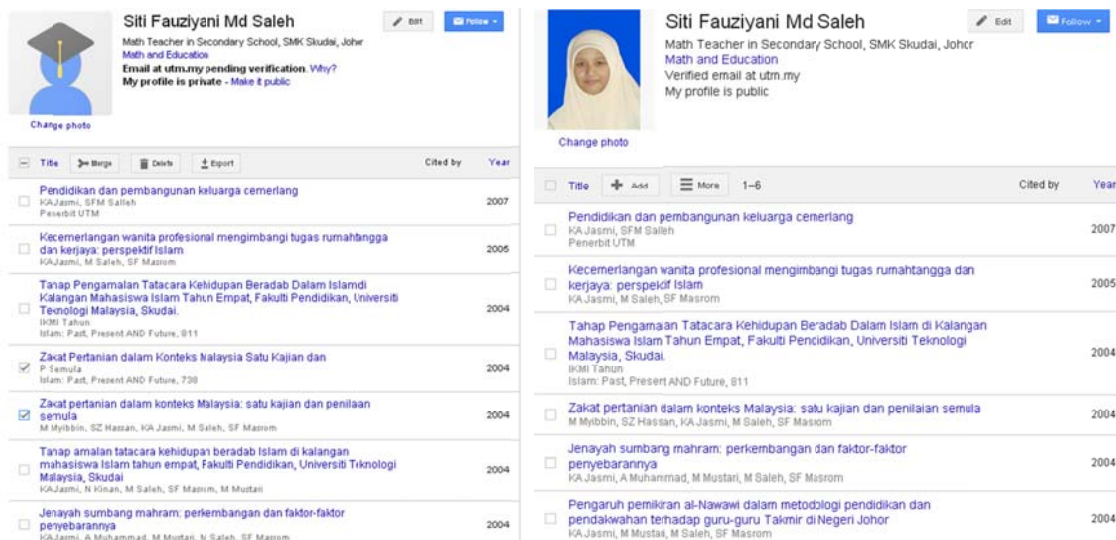 Siti Fauziyani Md Saleh
Edit
Follow
Math Teacher in Secondary School, SMK Skudai, Johor
Math and Education
Email at utm.my pending verification. Why?
My profile is private - Make it public
Change photo
Title Merge Delete Export Cited by Year
Pendidikan dan pembangunan keluarga cemerlang
KA Jasmi, SFM Salleh
Penerbit UTM
2007
Kecemerlangan wanita profesional mengimbangi tugas rumahtangga
dan kerjaya: perspektif Islam
KA Jasmi, M Saleh, SF Masrom
2005
Tahap Pengamalan Tatacara Kehidupan Beradab Dalam Islamdi
Kalangan Mahasiswa Islam Tahun Empat, Fakulti Pendidikan, Universiti
Teknologi Malaysia, Skudai.
IKMI Tahun
Islam: Past, Present AND Future, 811
2004
Zakat Pertanian dalam Konteks Malaysia Satu Kajian dan
P Semula
Islam: Past, Present AND Future, 738
2004
Zakat pertanian dalam konteks Malaysia: satu kajian dan penilaan
semula
M Myibbin, SZ Hassan, KA Jasmi, M Saleh, SF Masrom
2004
Tahap amalan tatacara kehidupan beradab Islam di kalangan
mahasiswa Islam tahun empat, Fakulti Pendidikan, Universiti Teknologi
Malaysia, Skudai
KA Jasmi, N Kinan, M Saleh, SF Masrom, M Mustari
2004
Jenayah sumbang mahram: perkembangan dan faktor-faktor
penyebarannya
KA Jasmi, A Muhammad, M Mustari, N Saleh, SF Masrom
2004
Siti Fauziyani Md Saleh
Edit
Follow
Math Teacher in Secondary School, SMK Skudai, Johor
Math and Education
Verified email at utm.my
My profile is public
Change photo
Title Add More 1–6 Cited by Year
Pendidikan dan pembangunan keluarga cemerlang
KA Jasmi, SFM Salleh
Penerbit UTM
2007
Kecemerlangan wanita profesional mengimbangi tugas rumahtangga dan
kerjaya: perspektif Islam
KA Jasmi, M Saleh, SF Masrom
2005
Tahap Pengamaan Tatacara Kehidupan Beradab Dalam Islam di Kalangan
Mahasiswa Islam Tahun Empat, Fakulti Pendidikan, Universiti Teknologi
Malaysia, Skudai.
IKMI Tahun
Islam: Past, Present AND Future, 811
2004
Zakat pertanian dalam konteks Malaysia: satu kajian dan penilaian semula
M Myibbin, SZ Hassan, KA Jasmi, M Saleh, SF Masrom
2004
Jenayah sumbang mahram: perkembangan dan faktor-faktor
penyebarannya
KA Jasmi, A Muhammad, M Mustari, M Saleh, SF Masrom
2004
Pengaruh pemikiran al-Nawawi dalam metodologi pendidikan dan
pendakwahan terhadap guru-guru Takmir di Negeri Johor
KA Jasmi, M Mustai, M Saleh, SF Masrom
2004